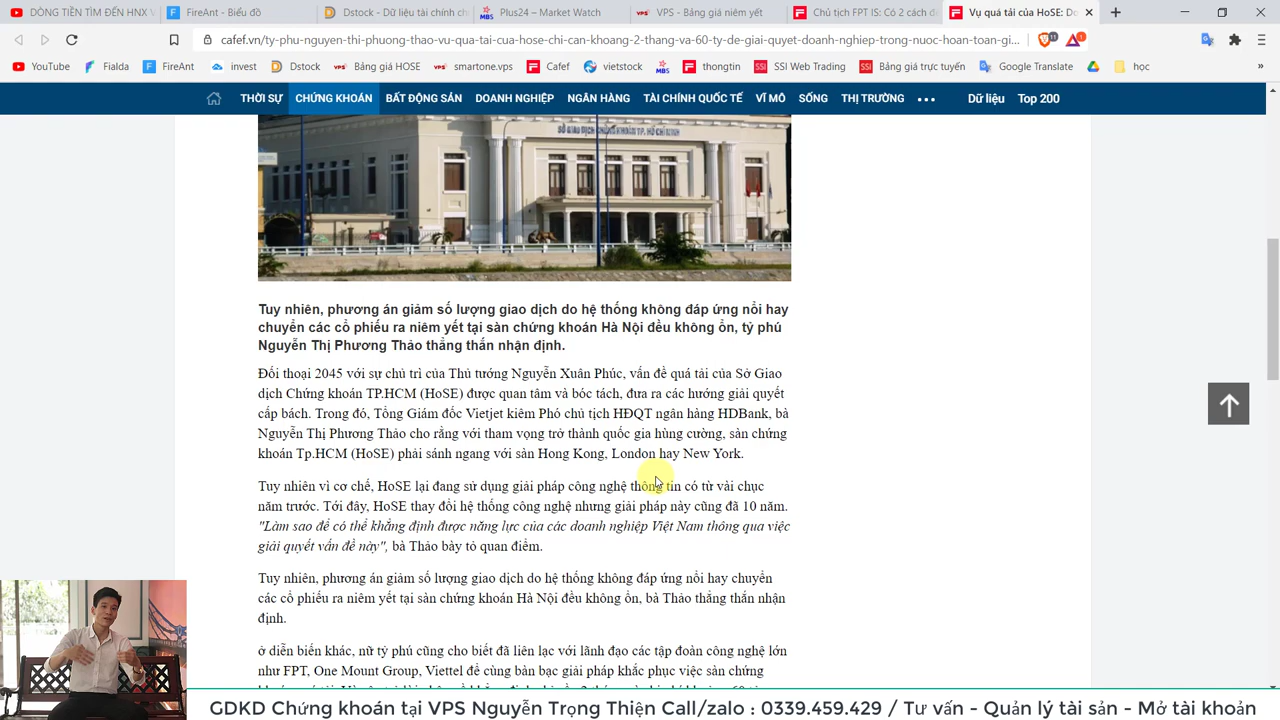 DÒNG TIỀN TÌM ĐẾN HNX
FireAnt - Biểu đồ
Dstock - Dữ liệu tài chính
Plus24 – Market Watch
VPS - Bảng giá niêm yết
Chủ tịch FPT IS: Có 2 cách
Vụ quá tải của HoSE:
cafef.vn/ty-phu-nguyen-thi-phuong-thao-vu-qua-tai-cua-hose-chi-can-khoang-2-thang-va-60-ty-de-giai-quyet-doanh-nghiep-trong-nuoc-hoan-toan-gi...
YouTube
Fialda
FireAnt
invest
Dstock
Bảng giá HOSE
smartone.vps
Cafef
vietstock
thongtin
SSI Web Trading
Bảng giá trực tuyến
Google Translate
học
THỜI SỰ
CHỨNG KHOÁN
BẤT ĐỘNG SẢN
DOANH NGHIỆP
NGÂN HÀNG
TÀI CHÍNH QUỐC TẾ
VĨ MÔ
SỐNG
THỊ TRƯỜNG
Dữ liệu
Top 200
SỞ GIAO DỊCH CHỨNG KHOÁN TP. HỒ CHÍ MINH
Tuy nhiên, phương án giảm số lượng giao dịch do hệ thống không đáp ứng nổi hay
chuyển các cổ phiếu ra niêm yết tại sàn chứng khoán Hà Nội đều không ổn, tỷ phú
Nguyễn Thị Phương Thảo thẳng thắn nhận định.
Đối thoại 2045 với sự chủ trì của Thủ tướng Nguyễn Xuân Phúc, vấn đề quá tải của Sở Giao
dịch Chứng khoán TP.HCM (HoSE) được quan tâm và bóc tách, đưa ra các hướng giải quyết
cấp bách. Trong đó, Tổng Giám đốc Vietjet kiêm Phó chủ tịch HĐQT ngân hàng HDBank, bà
Nguyễn Thị Phương Thảo cho rằng với tham vọng trở thành quốc gia hùng cường, sàn chứng
khoán Tp.HCM (HoSE) phải sánh ngang với sàn Hong Kong, London hay New York.
Tuy nhiên vì cơ chế, HoSE lại đang sử dụng giải pháp công nghệ thông tin có từ vài chục
năm trước. Tới đây, HoSE thay đổi hệ thống công nghệ nhưng giải pháp này cũng đã 10 năm.
"Làm sao để có thể khẳng định được năng lực của các doanh nghiệp Việt Nam thông qua việc
giải quyết vấn đề này", bà Thảo bày tỏ quan điểm.
Tuy nhiên, phương án giảm số lượng giao dịch do hệ thống không đáp ứng nổi hay chuyển
các cổ phiếu ra niêm yết tại sàn chứng khoán Hà Nội đều không ổn, bà Thảo thẳng thắn nhận
định.
ở diễn biến khác, nữ tỷ phú cũng cho biết đã liên lạc với lãnh đạo các tập đoàn công nghệ lớn
như FPT, One Mount Group, Viettel để cùng bàn bạc giải pháp khắc phục việc sàn chứng
GDKD Chứng khoán tại VPS Nguyễn Trọng Thiện Call/zalo : 0339.459.429 / Tư vấn - Quản lý tài sản - Mở tài khoản